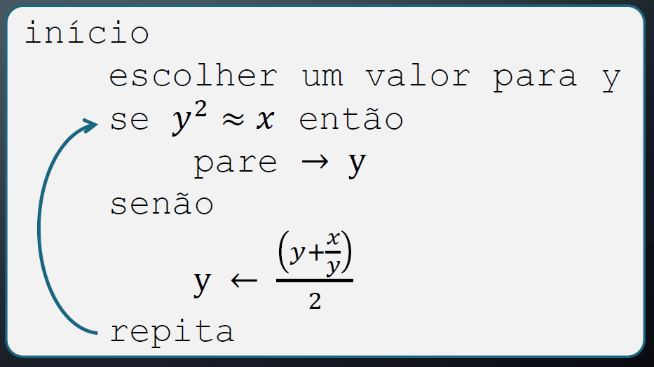 início
escolher um valor para y
se y² ≈ x então
pare → y
senão
y ← (y+x/y)/2
repita